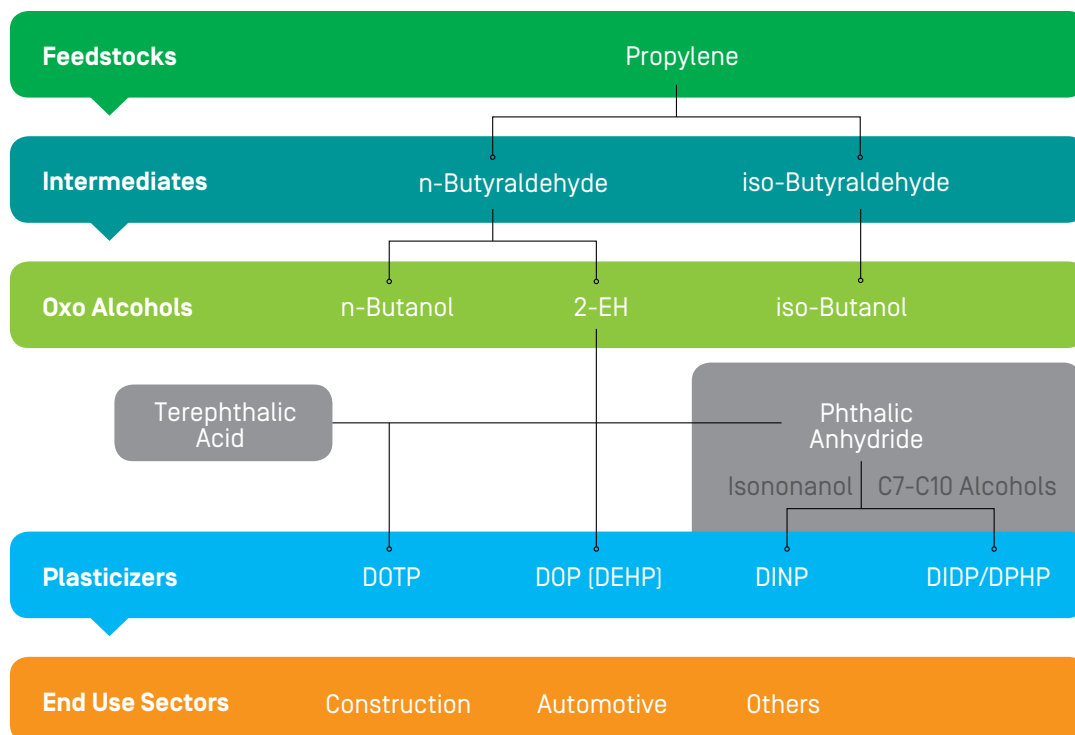 Feedstocks
Propylene
Intermediates
n-Butyraldehyde
iso-Butyraldehyde
Oxo Alcohols
n-Butanol
2-EH
iso-Butanol
Terephthalic
Acid
Phthalic
Anhydride
Isononanol
C7-C10 Alcohols
Plasticizers
DOTP
DOP (DEHP)
DINP
DIDP/DPHP
End Use Sectors
Construction
Automotive
Others